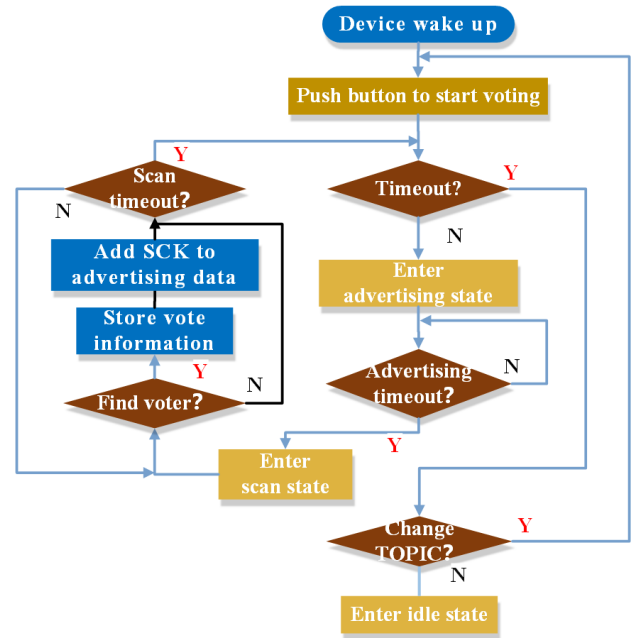 Device wake up
Push button to start voting
Y
Scan
timeout?
N
Timeout?
Y
N
Add SCK to
advertising data
Enter
advertising state
Store vote
information
Y
N
Find voter?
Advertising
timeout?
N
Y
Enter
scan state
Change
TOPIC?
Y
N
Enter idle state